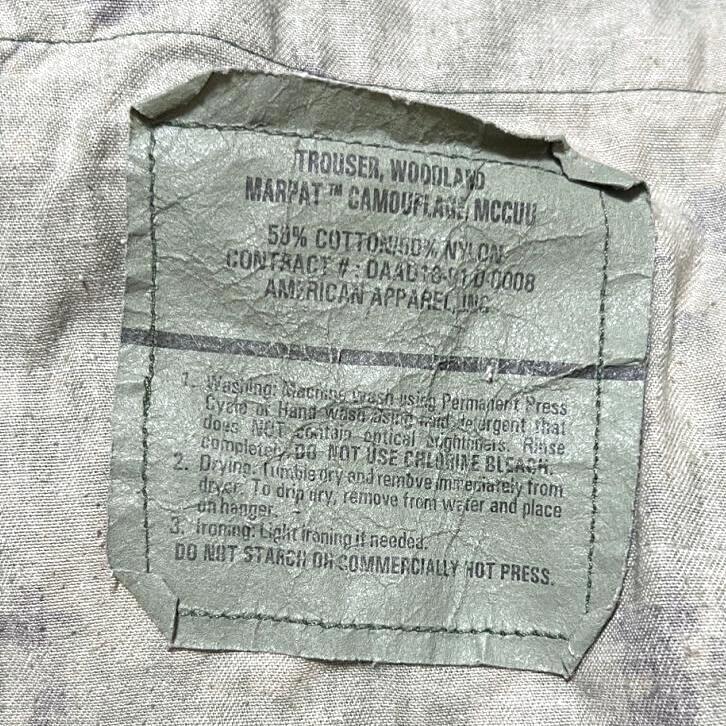 TROUSER, WOODLAND
MARPAT™ CAMOUFLAGE, MCCUU
50% COTTON/50% NYLON
CONTRACT #: DAAD16-01-D-0008
AMERICAN APPAREL, INC.
1. Washing: Machine wash using Permanent Press
Cycle or Hand wash using mild detergent that
does NOT contain optical brighteners. Rinse
completely. DO NOT USE CHLORINE BLEACH.
2. Drying: Tumble dry and remove immediately from
dryer. To drip dry, remove from water and place
on hanger.
3. Ironing: Light ironing if needed.
DO NOT STARCH OR COMMERCIALLY HOT PRESS.